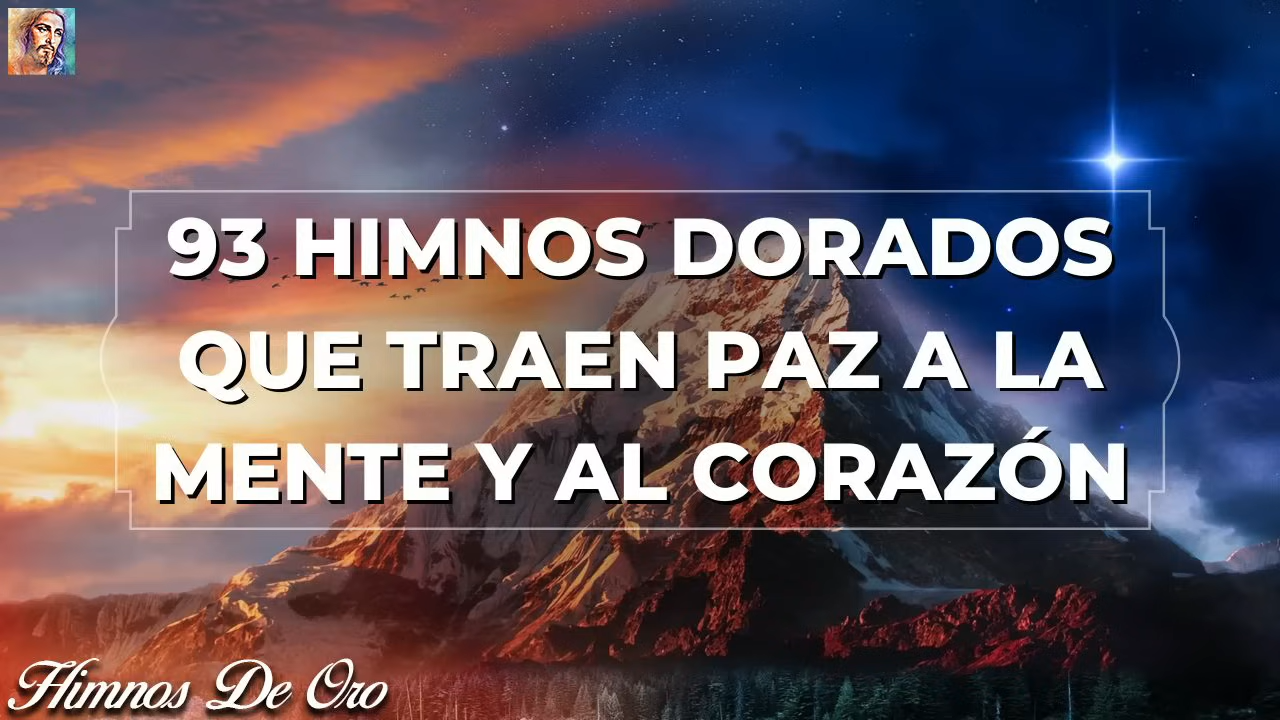 93 HIMNOS DORADOS
QUE TRAEN PAZ A LA
MENTE Y AL CORAZÓN
Himnos De Oro